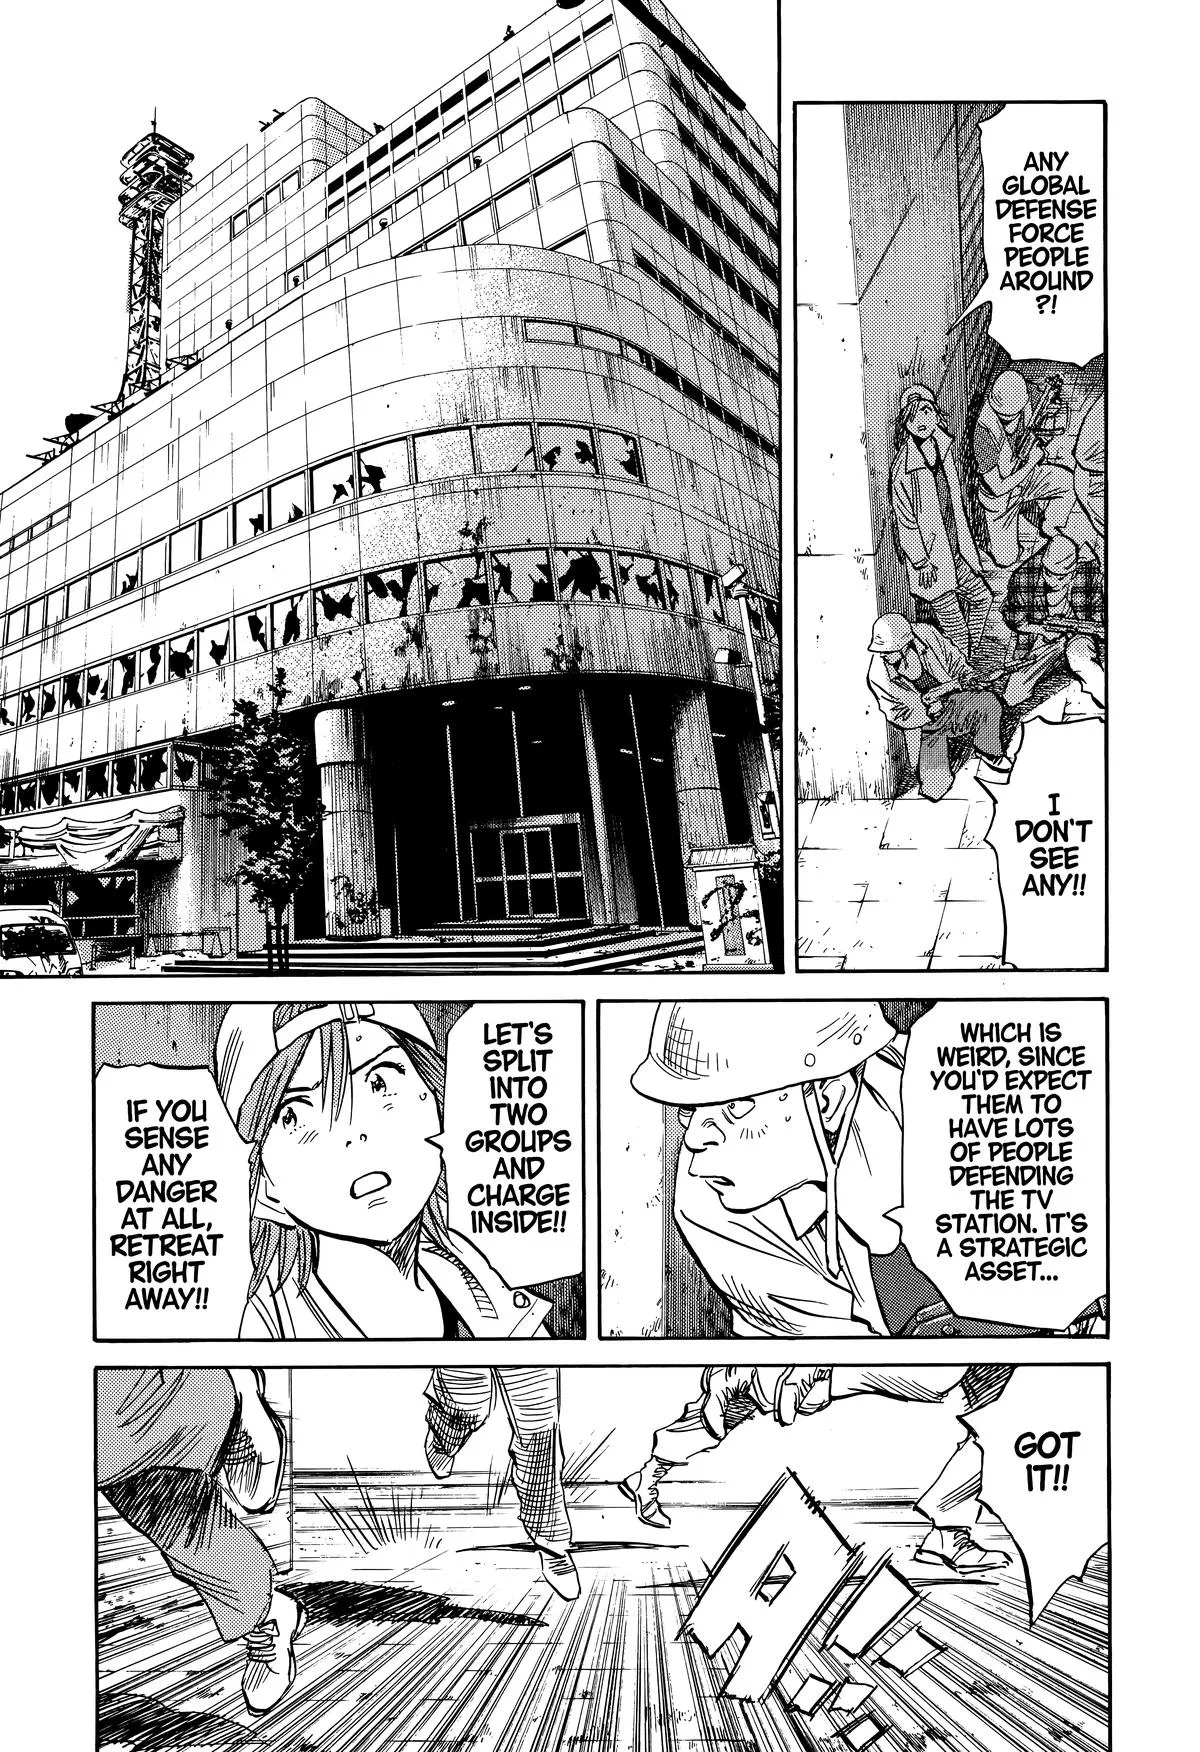 ANY
GLOBAL
DEFENSE
FORCE
PEOPLE
AROUND
?!
I
DON'T
SEE
ANY!!
WHICH IS
WEIRD, SINCE
YOU'D EXPECT
THEM TO
HAVE LOTS
OF PEOPLE
DEFENDING
THE TV
STATION. IT'S
A STRATEGIC
ASSET...
LET'S
SPLIT
INTO
TWO
GROUPS
AND
CHARGE
INSIDE!!
IF YOU
SENSE
ANY
DANGER
AT ALL,
RETREAT
RIGHT
AWAY!!
GOT
IT!!